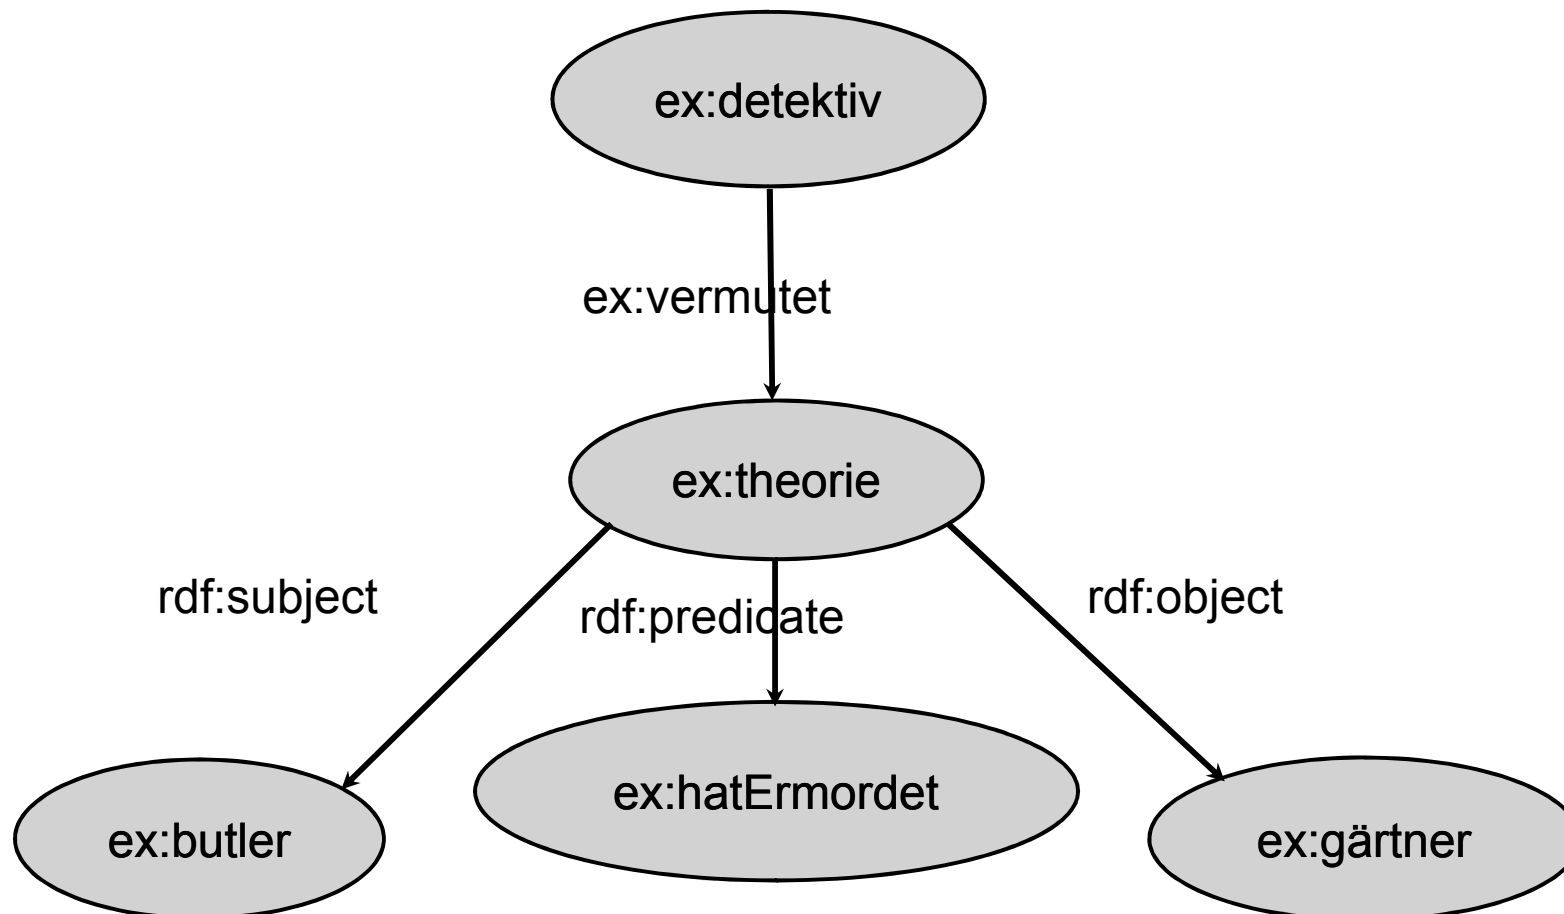 ex:detektiv
ex:vermutet
ex:theorie
rdf:subject
rdf:predicate
rdf:object
ex:butler
ex:hatErmordet
ex:gärtner